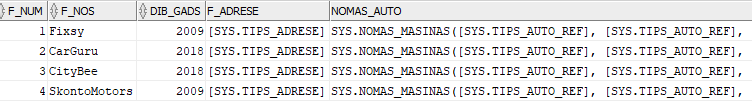 F_NUM F_NOS DIB_GADS F_ADRESE NOMAS_AUTO
1 Fixsy 2009 [SYS.TIPS_ADRESE] SYS.NOMAS_MASINAS([SYS.TIPS_AUTO_REF], [SYS.TIPS_AUTO_REF],
2 CarGuru 2018 [SYS.TIPS_ADRESE] SYS.NOMAS_MASINAS([SYS.TIPS_AUTO_REF], [SYS.TIPS_AUTO_REF],
3 CityBee 2018 [SYS.TIPS_ADRESE] SYS.NOMAS_MASINAS([SYS.TIPS_AUTO_REF], [SYS.TIPS_AUTO_REF],
4 SkontoMotors 2009 [SYS.TIPS_ADRESE] SYS.NOMAS_MASINAS([SYS.TIPS_AUTO_REF], [SYS.TIPS_AUTO_REF],